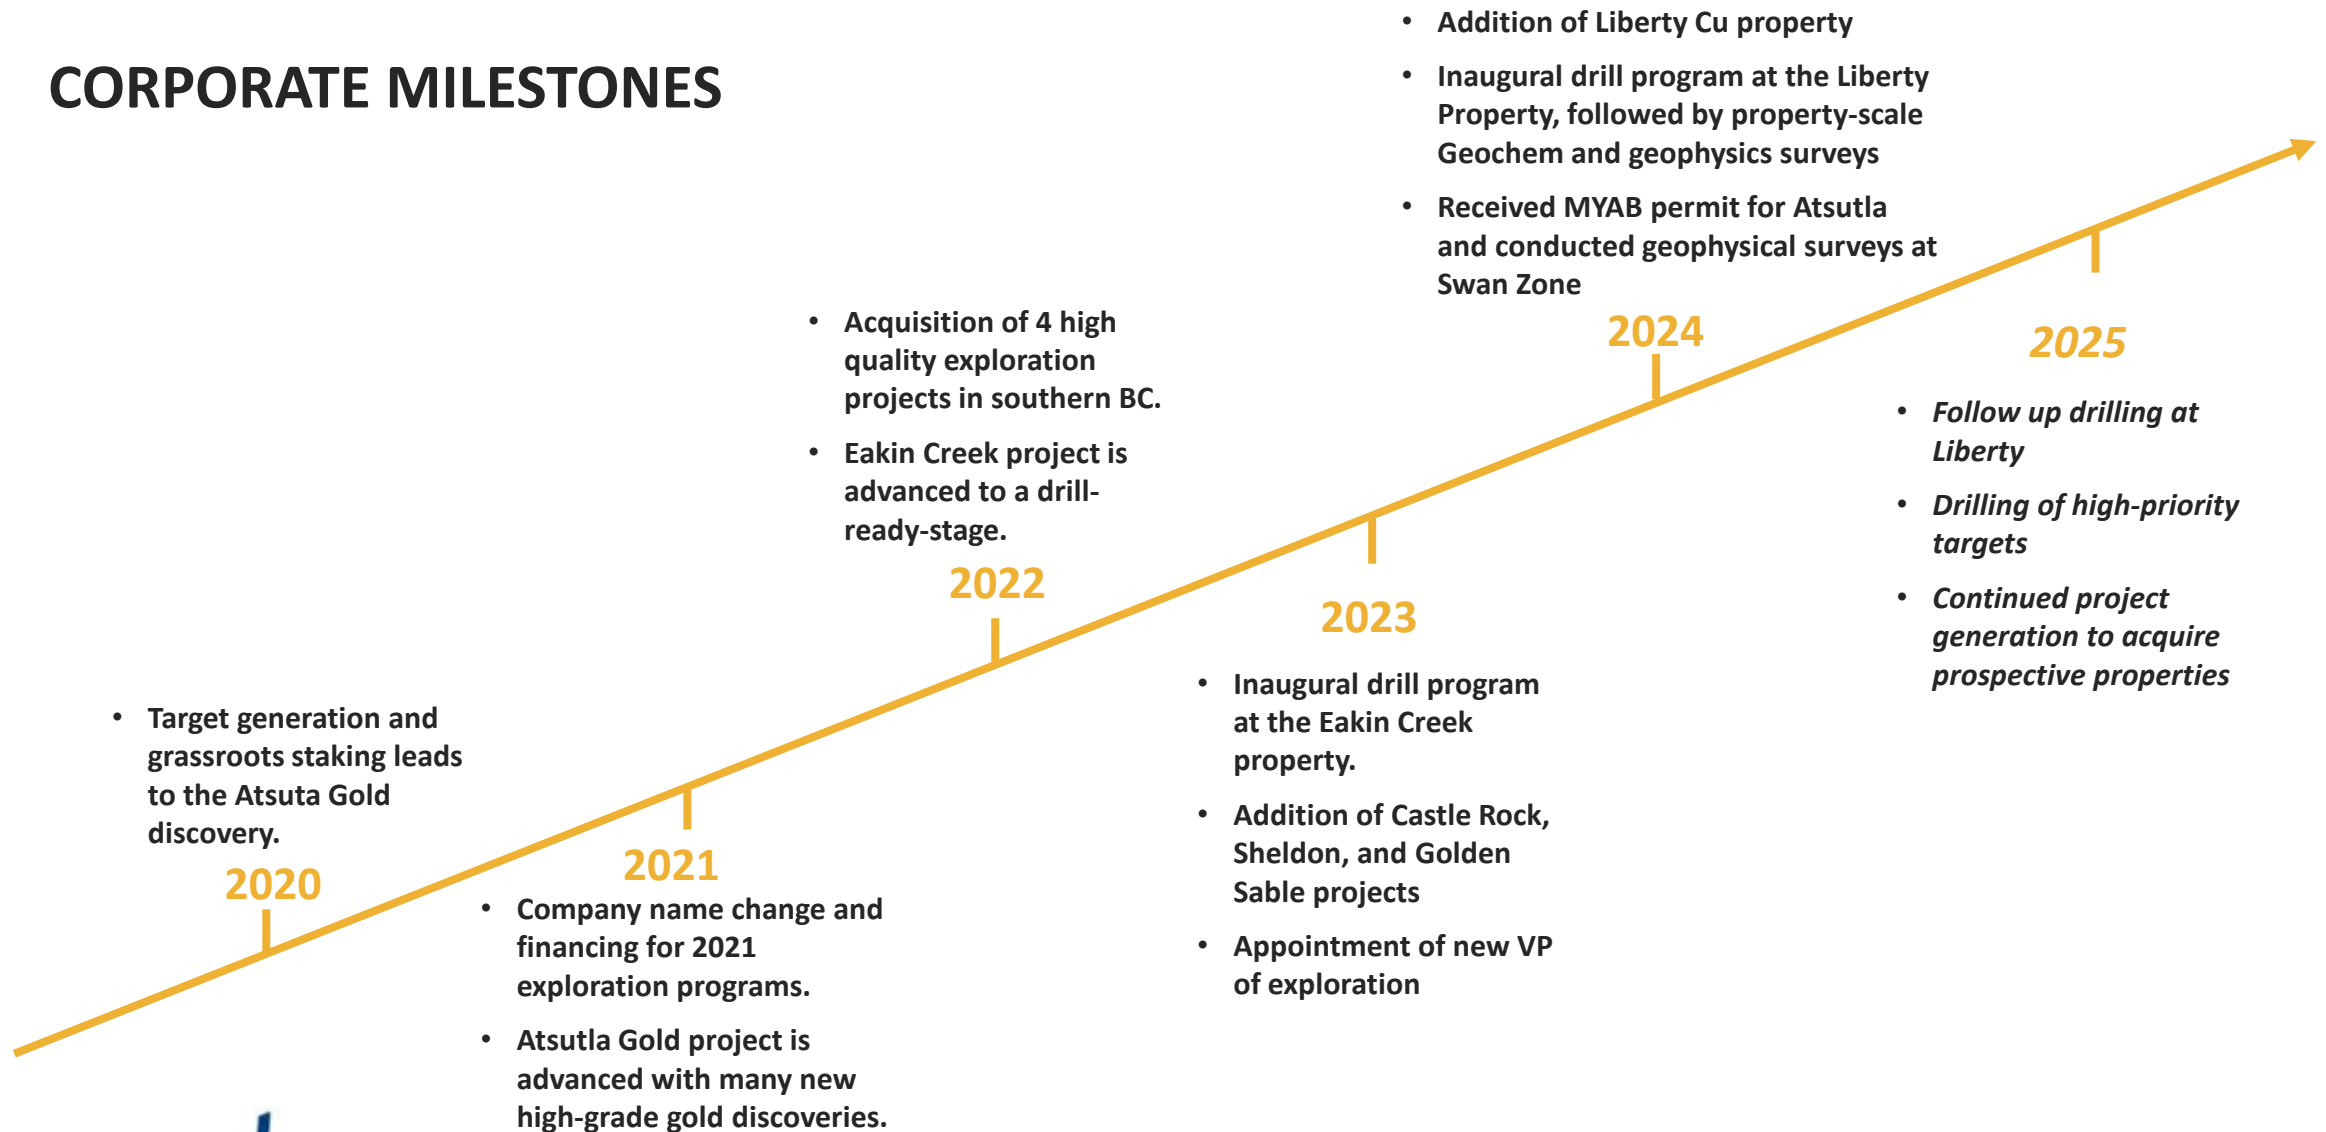 CORPORATE MILESTONES
• Target generation and
grassroots staking leads
to the Atsuta Gold
discovery.
2020
2021
• Company name change and
financing for 2021
exploration programs.
• Atsutla Gold project is
advanced with many new
high-grade gold discoveries.
• Acquisition of 4 high
quality exploration
projects in southern BC.
• Eakin Creek project is
advanced to a drill-
ready-stage.
2022
2023
• Inaugural drill program
at the Eakin Creek
property.
• Addition of Castle Rock,
Sheldon, and Golden
Sable projects
• Appointment of new VP
of exploration
• Addition of Liberty Cu property
• Inaugural drill program at the Liberty
Property, followed by property-scale
Geochem and geophysics surveys
• Received MYAB permit for Atsutla
and conducted geophysical surveys at
Swan Zone
2024
2025
• Follow up drilling at
Liberty
• Drilling of high-priority
targets
• Continued project
generation to acquire
prospective properties